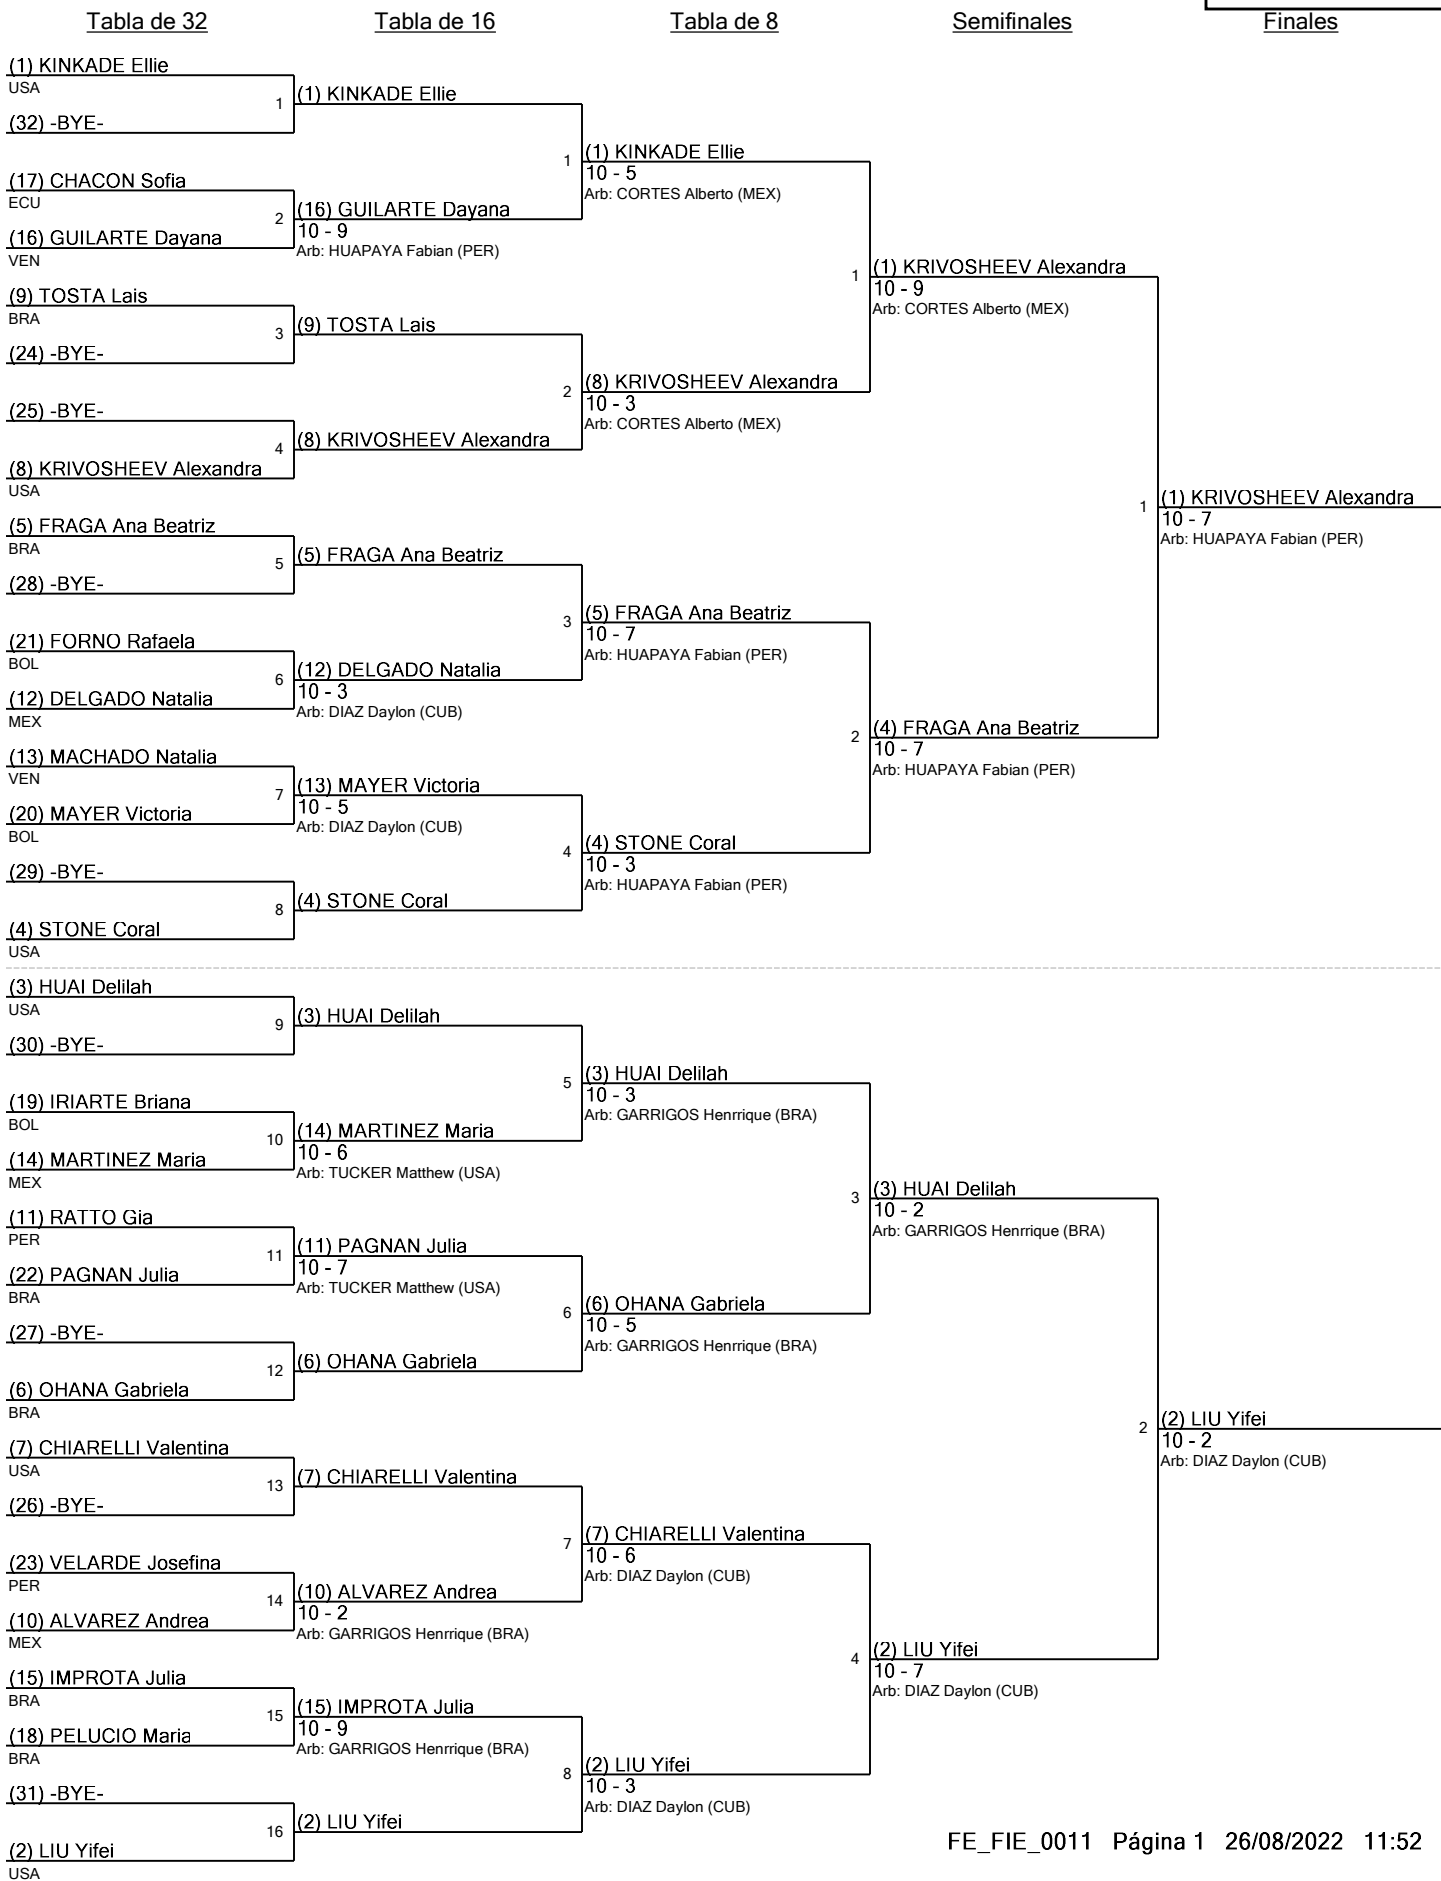 Tabla de 32
Tabla de 16
Tabla de 8
Semifinales
Finales
(1) KINKADE Ellie
USA
(32) -BYE-
(17) CHACON Sofia
ECU
(16) GUILARTE Dayana
VEN
(9) TOSTA Lais
BRA
(24) -BYE-
(25) -BYE-
(8) KRIVOSHEEV Alexandra
USA
(5) FRAGA Ana Beatriz
BRA
(28) -BYE-
(21) FORNO Rafaela
BOL
(12) DELGADO Natalia
MEX
(13) MACHADO Natalia
VEN
(20) MAYER Victoria
BOL
(29) -BYE-
(4) STONE Coral
USA
(3) HUAI Delilah
USA
(30) -BYE-
(19) IRIARTE Briana
BOL
(14) MARTINEZ Maria
MEX
(11) RATTO Gia
PER
(22) PAGNAN Julia
BRA
(27) -BYE-
(6) OHANA Gabriela
BRA
(7) CHIARELLI Valentina
USA
(26) -BYE-
(23) VELARDE Josefina
PER
(10) ALVAREZ Andrea
MEX
(15) IMPROTA Julia
BRA
(18) PELUCIO Maria
BRA
(31) -BYE-
(2) LIU Yifei
USA
1
(1) KINKADE Ellie
2
(16) GUILARTE Dayana
10 - 9
Arb: HUAPAYA Fabian (PER)
3
(9) TOSTA Lais
4
(8) KRIVOSHEEV Alexandra
5
(5) FRAGA Ana Beatriz
6
(12) DELGADO Natalia
10 - 3
Arb: DIAZ Daylon (CUB)
7
(13) MAYER Victoria
10 - 5
Arb: DIAZ Daylon (CUB)
8
(4) STONE Coral
9
(3) HUAI Delilah
10
(14) MARTINEZ Maria
10 - 6
Arb: TUCKER Matthew (USA)
11
(11) PAGNAN Julia
10 - 7
Arb: TUCKER Matthew (USA)
12
(6) OHANA Gabriela
13
(7) CHIARELLI Valentina
14
(10) ALVAREZ Andrea
10 - 2
Arb: GARRIGOS Henrrique (BRA)
15
(15) IMPROTA Julia
10 - 9
Arb: GARRIGOS Henrrique (BRA)
16
(2) LIU Yifei
1
(1) KINKADE Ellie
10 - 5
Arb: CORTES Alberto (MEX)
2
(8) KRIVOSHEEV Alexandra
10 - 3
Arb: CORTES Alberto (MEX)
3
(5) FRAGA Ana Beatriz
10 - 7
Arb: HUAPAYA Fabian (PER)
4
(4) STONE Coral
10 - 3
Arb: HUAPAYA Fabian (PER)
5
(3) HUAI Delilah
10 - 3
Arb: GARRIGOS Henrrique (BRA)
6
(6) OHANA Gabriela
10 - 5
Arb: GARRIGOS Henrrique (BRA)
7
(7) CHIARELLI Valentina
10 - 6
Arb: DIAZ Daylon (CUB)
8
(2) LIU Yifei
10 - 3
Arb: DIAZ Daylon (CUB)
1
(1) KRIVOSHEEV Alexandra
10 - 9
Arb: CORTES Alberto (MEX)
2
(4) FRAGA Ana Beatriz
10 - 7
Arb: HUAPAYA Fabian (PER)
3
(3) HUAI Delilah
10 - 2
Arb: GARRIGOS Henrrique (BRA)
4
(2) LIU Yifei
10 - 7
Arb: DIAZ Daylon (CUB)
1
(1) KRIVOSHEEV Alexandra
10 - 7
Arb: HUAPAYA Fabian (PER)
2
(2) LIU Yifei
10 - 2
Arb: DIAZ Daylon (CUB)
FE_FIE_0011 Página 1 26/08/2022 11:52